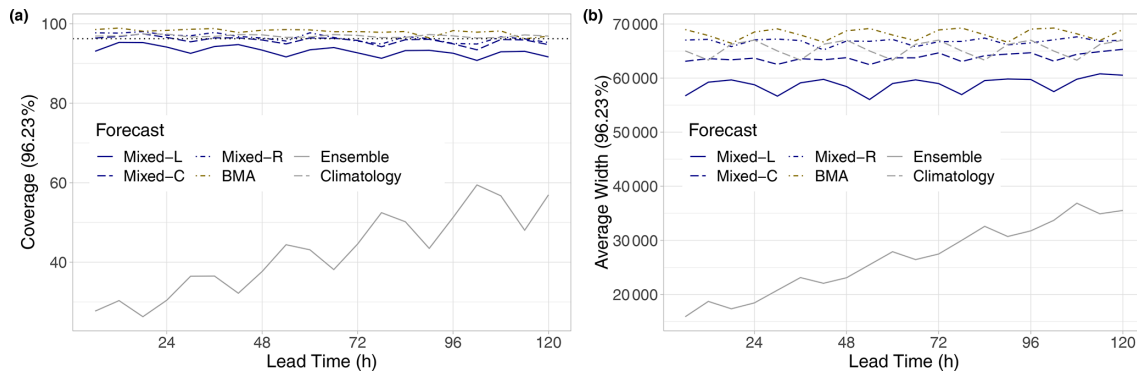 (a)
100
80
60
40
Coverage (96.23 %)
Forecast
Mixed−L Mixed−R Ensemble
Mixed−C BMA Climatology
24 48 72 96 120
Lead Time (h)
(b)
70 000
60 000
50 000
40 000
30 000
20 000
Average Width (96.23 %)
Forecast
Mixed−L Mixed−R Ensemble
Mixed−C BMA Climatology
24 48 72 96 120
Lead Time (h)